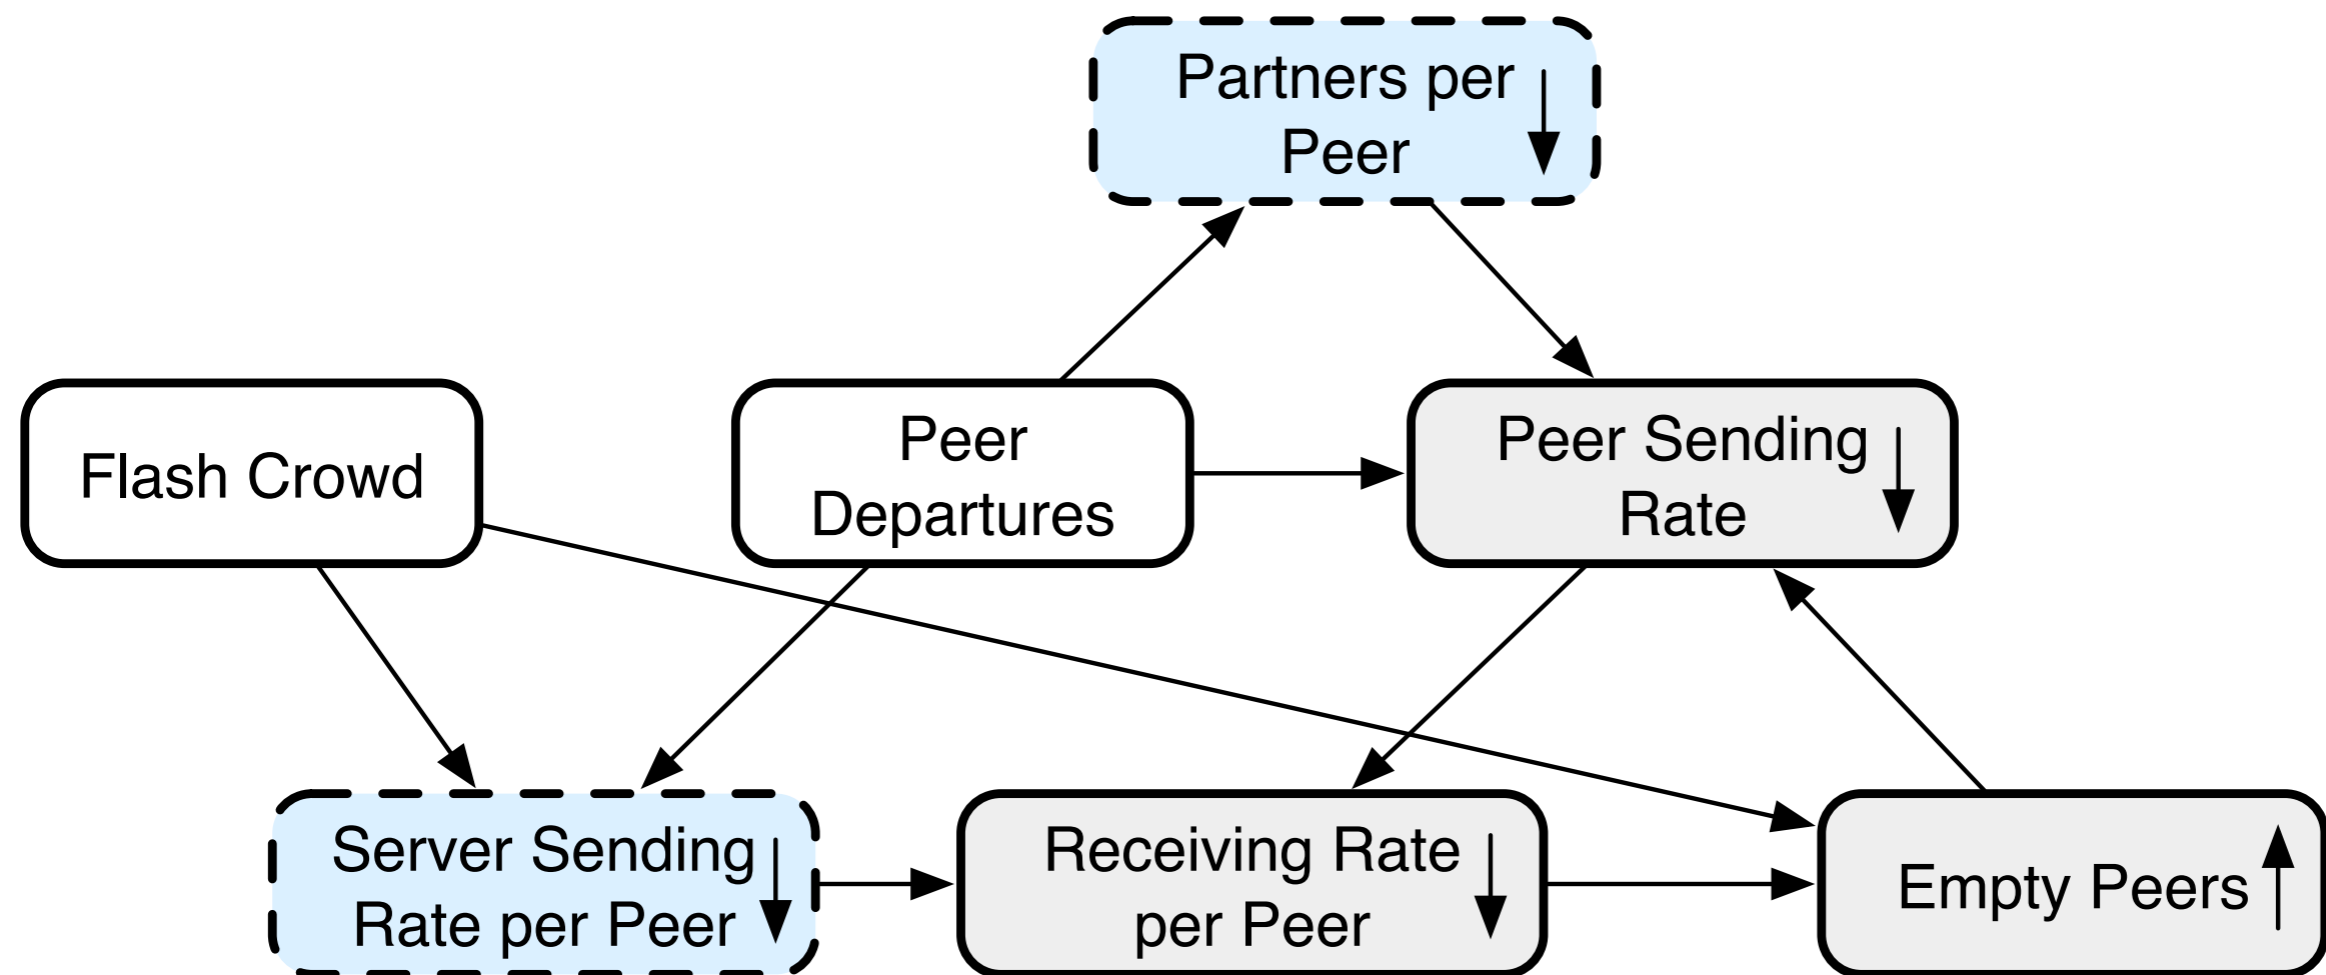 Partners per
Peer
Flash Crowd
Peer
Departures
Peer Sending
Rate
Server Sending
Rate per Peer
Receiving Rate
per Peer
Empty Peers